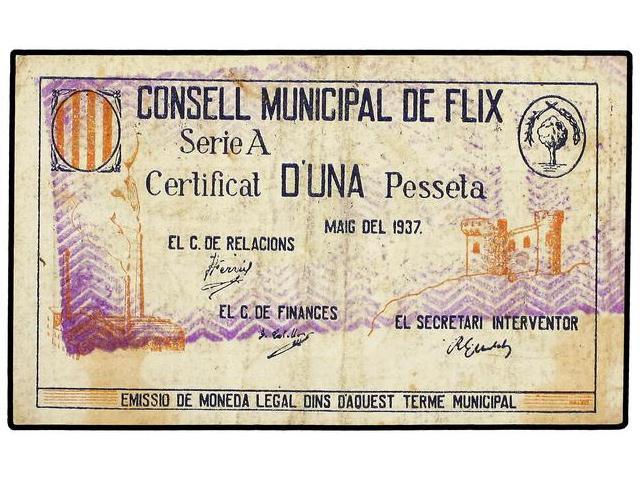 CONSELL MUNICIPAL DE FLIX
Serie A
Certificat D'UNA Pesseta
MAIG DEL 1937.
EL C. DE RELACIONS
EL C. DE FINANCES
EL SECRETARI INTERVENTOR
EMISSIO DE MONEDA LEGAL DINS D'AQUEST TERME MUNICIPAL